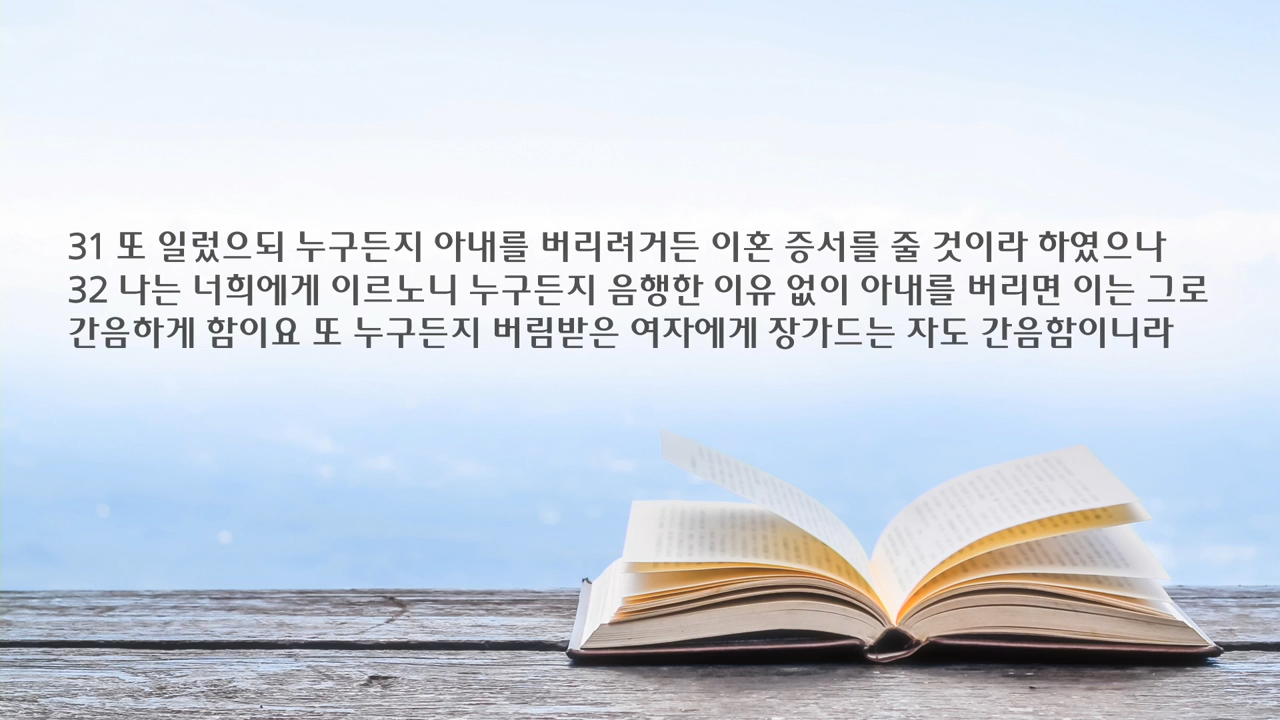 31 또 일렀으되 누구든지 아내를 버리려거든 이혼 증서를 줄 것이라 하였으나
32 나는 너희에게 이르노니 누구든지 음행한 이유 없이 아내를 버리면 이는 그로
간음하게 함이요 또 누구든지 버림받은 여자에게 장가드는 자도 간음함이니라